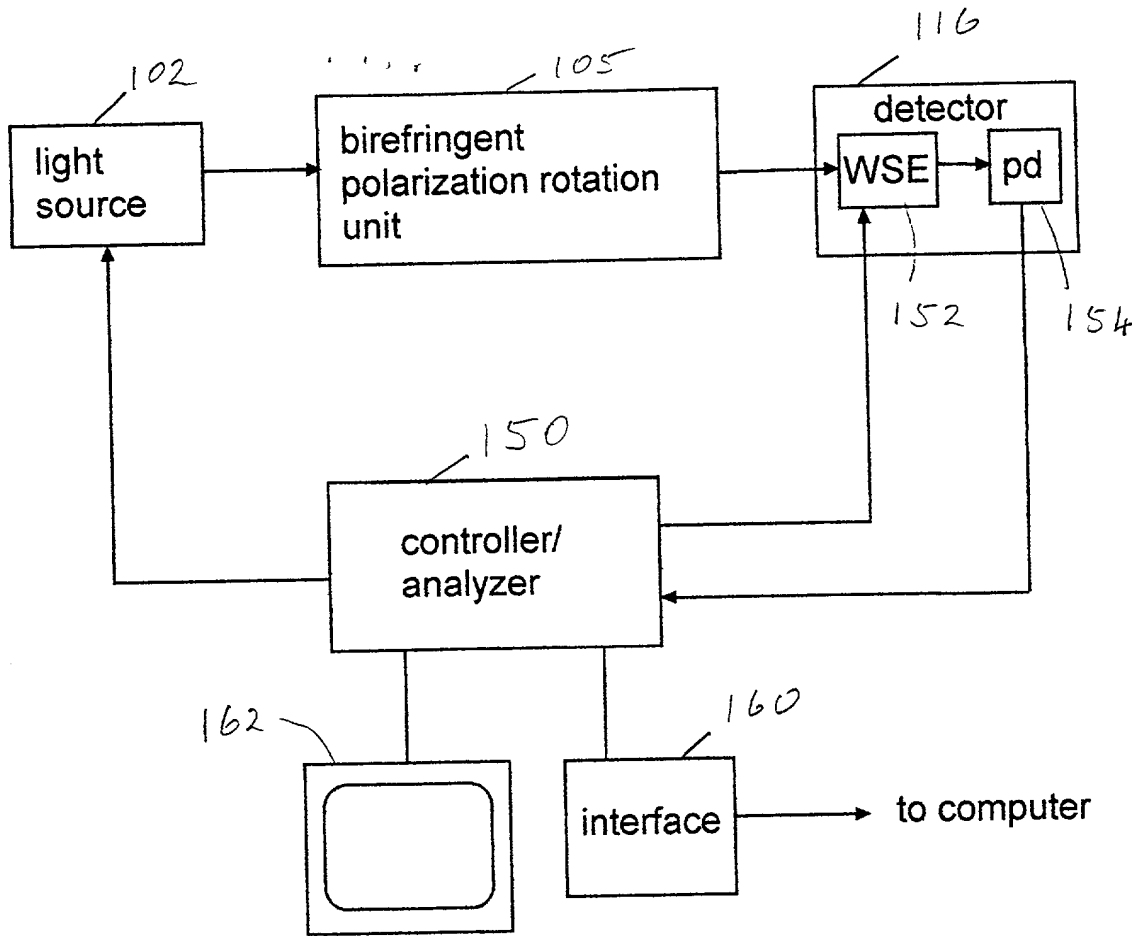 102
105
116
light
source
birefringent
polarization rotation
unit
detector
WSE
pd
152
154
150
controller/
analyzer
162
160
interface
to computer